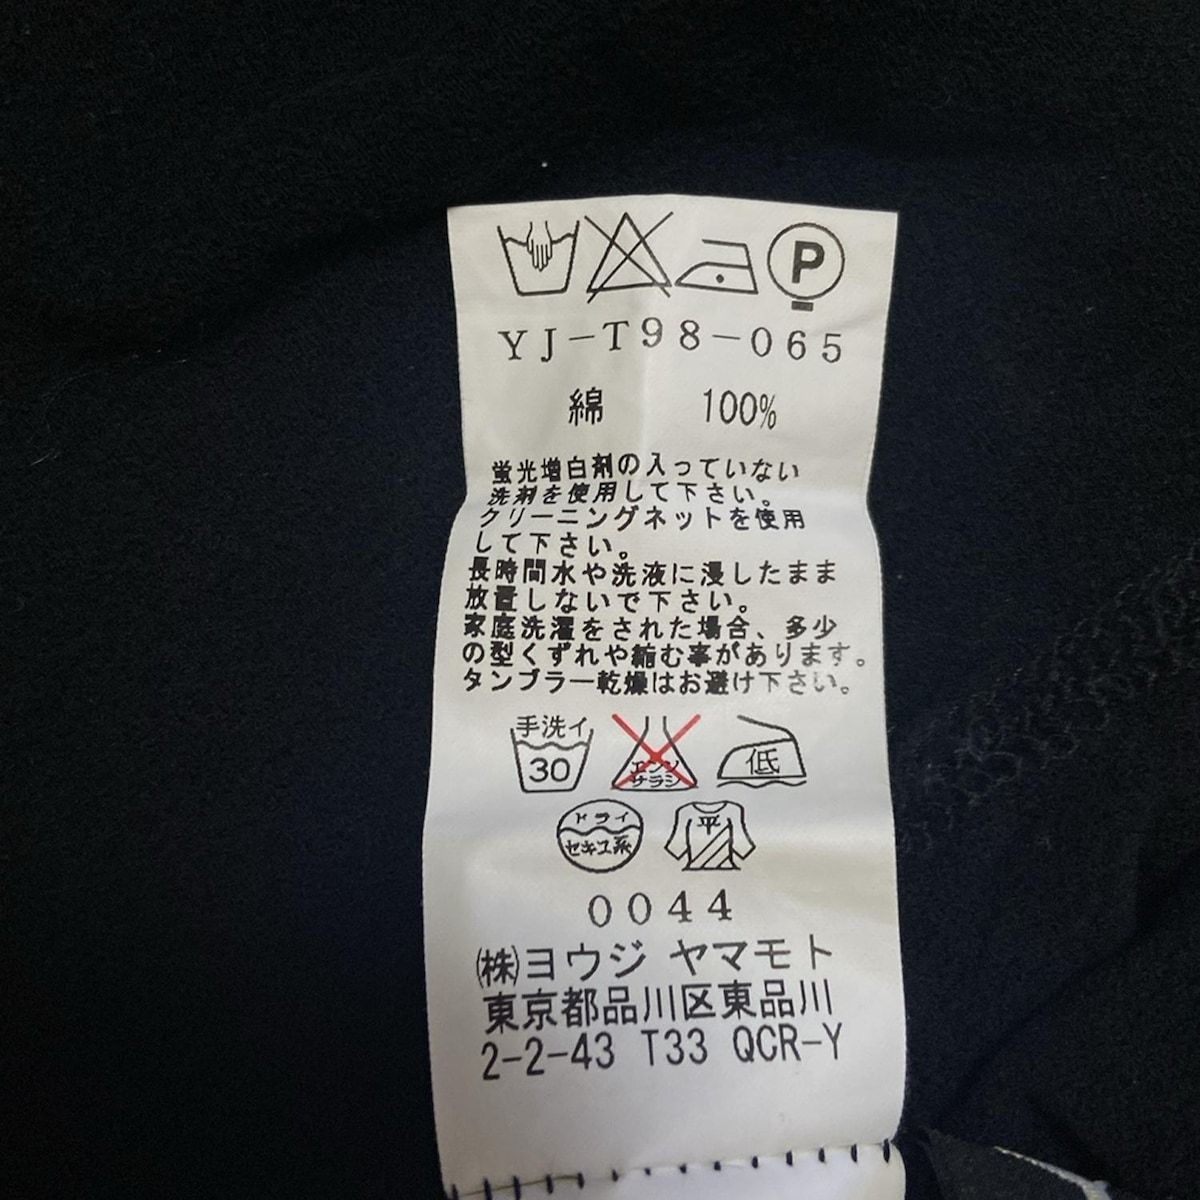 P
YJ-T98-065
綿 100%
蛍光増白剤の入っていない
洗剤を使用して下さい。
クリーニングネットを使用
して下さい。
長時間水や洗液に浸したまま
放置しないで下さい。
家庭洗濯をされた場合、多少
の型くずれや縮む事があります。
タンブラー乾燥はお避け下さい。
手洗イ
30
エンソ
サラシ
低
ドライ
セキユ系
平
0044
(株)ヨウジ ヤマモト
東京都品川区東品川
2-2-43 T33 QCR-Y